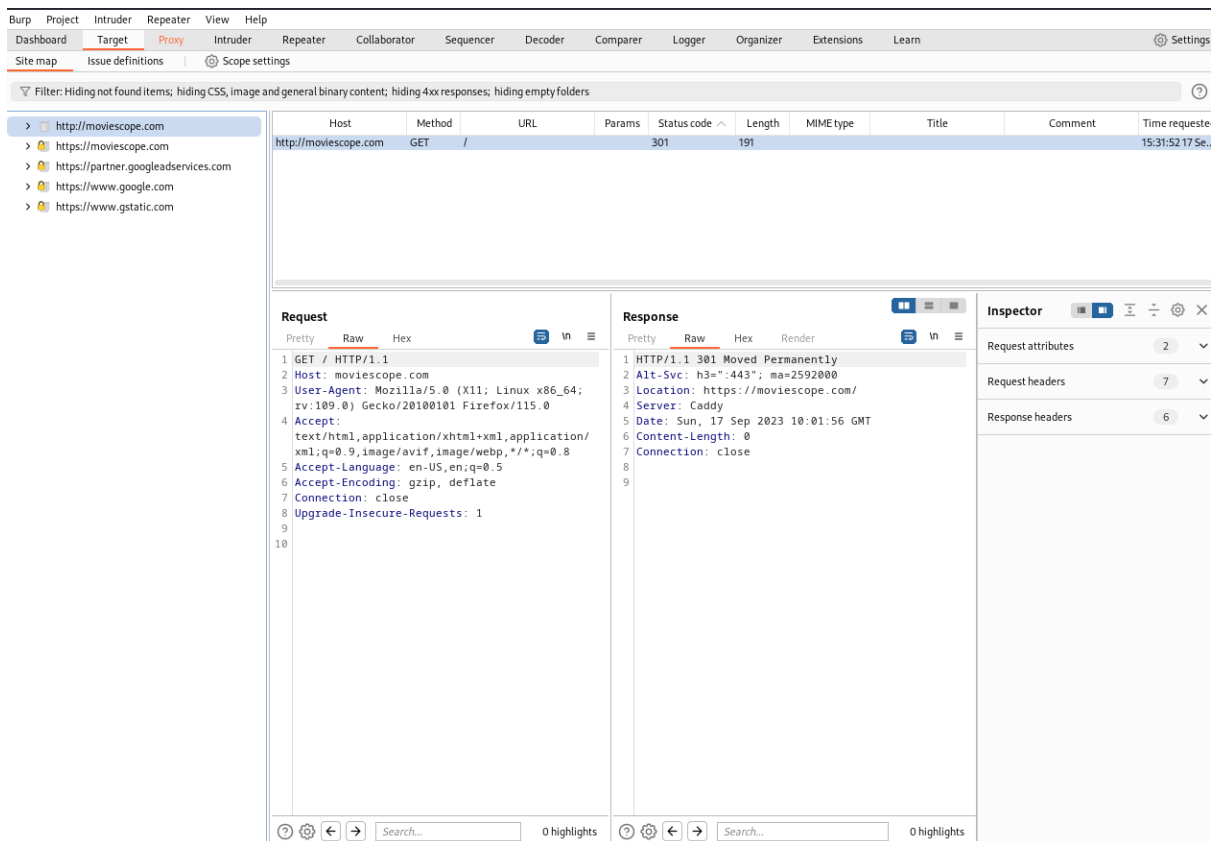 Burp Project Intruder Repeater View Help
Dashboard Target Proxy Intruder Repeater Collaborator Sequencer Decoder Comparer Logger Organizer Extensions Learn Settings
Site map Issue definitions Scope settings
Filter: Hiding not found items; hiding CSS, image and general binary content; hiding 4xx responses; hiding empty folders
http://moviescope.com
https://moviescope.com
https://partner.googleadservices.com
https://www.google.com
https://www.gstatic.com
Host Method URL Params Status code Length MIME type Title Comment Time requeste
http://moviescope.com GET / 301 191 15:31:52 17 Se...
Request
Pretty Raw Hex \n
1 GET / HTTP/1.1
2 Host: moviescope.com
3 User-Agent: Mozilla/5.0 (X11; Linux x86_64;
rv:109.0) Gecko/20100101 Firefox/115.0
4 Accept:
text/html,application/xhtml+xml,application/
xml;q=0.9,image/avif,image/webp,*/*;q=0.8
5 Accept-Language: en-US,en;q=0.5
6 Accept-Encoding: gzip, deflate
7 Connection: close
8 Upgrade-Insecure-Requests: 1
9
10
Search...
0 highlights
Response
Pretty Raw Hex Render \n
1 HTTP/1.1 301 Moved Permanently
2 Alt-Svc: h3=":443"; ma=2592000
3 Location: https://moviescope.com/
4 Server: Caddy
5 Date: Sun, 17 Sep 2023 10:01:56 GMT
6 Content-Length: 0
7 Connection: close
8
9
Search...
0 highlights
Inspector
Request attributes 2
Request headers 7
Response headers 6